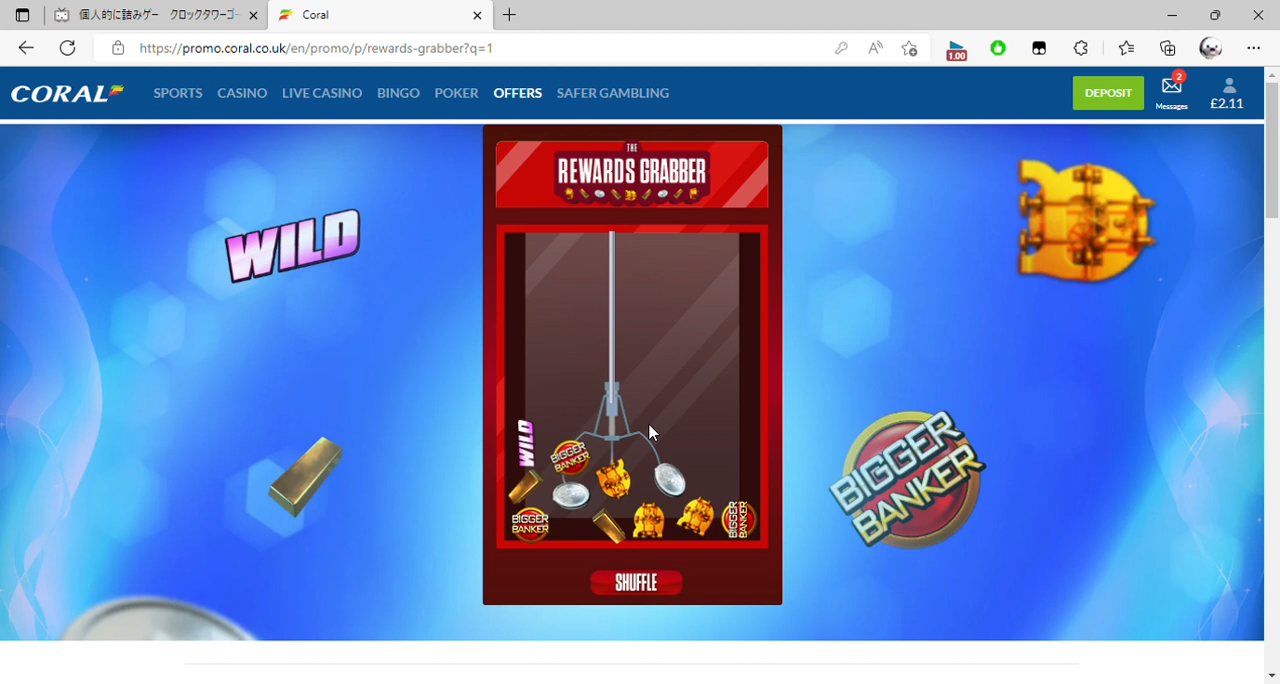 個人的に詰みゲー　クロックタワーゴー
Coral
https://promo.coral.co.uk/en/promo/p/rewards-grabber?q=1
1.00
CORAL
SPORTS
CASINO
LIVE CASINO
BINGO
POKER
OFFERS
SAFER GAMBLING
DEPOSIT
2
Messages
£2.11
THE
REWARDS GRABBER
WILD
WILD
BIGGER
BANKER
BIGGER
BANKER
BIGGER
BANKER
BIGGER
BANKER
SHUFFLE